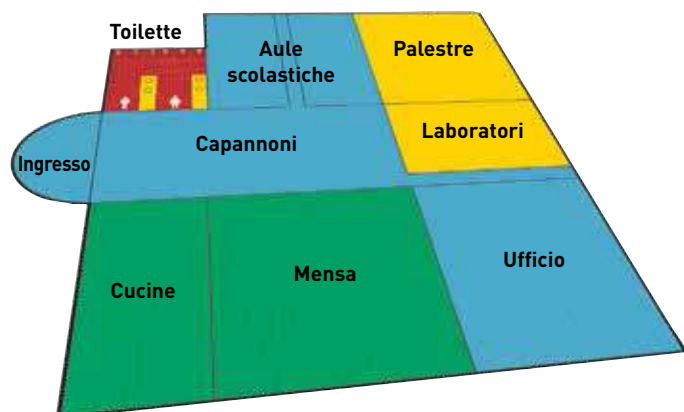 Toilette
Aule
scolastiche
Palestre
Laboratori
Capannoni
Ingresso
Cucine
Mensa
Ufficio